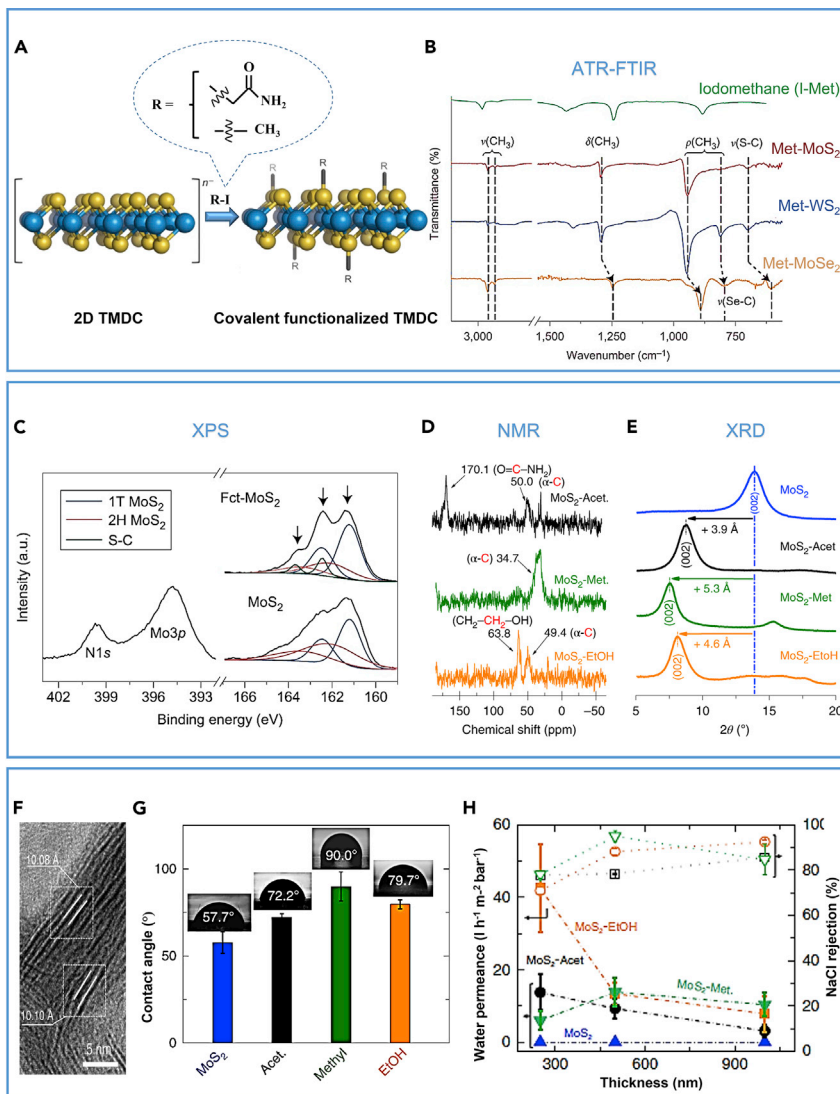 A
R =
O
NH2
CH3
n-
R-I
R
R
R
R
R
2D TMDC
Covalent functionalized TMDC
B
ATR-FTIR
Iodomethane (I-Met)
ν(CH3)
δ(CH3)
ρ(CH3)
ν(S-C)
Met-MoS2
Met-WS2
Met-MoSe2
ν(Se-C)
Transmittance (%)
3,000
1,250
1,000
750
Wavenumber (cm–1)
C
XPS
1T MoS2
2H MoS2
S-C
Fct-MoS2
MoS2
N1s
Mo3p
Intensity (a.u.)
402
399
396
393
166
164
162
160
Binding energy (eV)
D
NMR
170.1 (O=C–NH2)
50.0 (α-C)
MoS2-Acet.
(α-C) 34.7
MoS2-Met.
(CH2–CH2–OH)
63.8
49.4 (α-C)
MoS2-EtOH
150
100
50
0
–50
Chemical shift (ppm)
E
XRD
MoS2
(002)
+ 3.9 Å
MoS2-Acet
(002)
+ 5.3 Å
MoS2-Met
(002)
+ 4.6 Å
MoS2-EtoH
(002)
5
10
15
20
2θ (°)
F
10.08 Å
10.10 Å
5 nm
G
57.7°
72.2°
90.0°
79.7°
Contact angle (°)
100
50
0
MoS2
Acet.
Methyl
EtOH
H
Water permeance (l h-1 m-2 bar-1)
60
40
20
0
MoS2-EtOH
MoS2-Acet
MoS2-Met.
MoS2
NaCl rejection (%)
100
80
60
40
20
0
300
600
900
Thickness (nm)